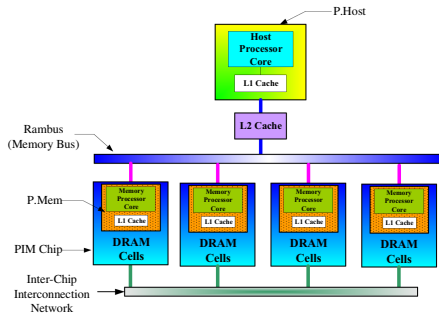 P.Host
Host
Processor
Core
L1 Cache
L2 Cache
Rambus
(Memory Bus)
P.Mem
PIM Chip
Memory
Processor
Core
L1 Cache
DRAM
Cells
Memory
Processor
Core
L1 Cache
DRAM
Cells
Memory
Processor
Core
L1 Cache
DRAM
Cells
Memory
Processor
Core
L1 Cache
DRAM
Cells
Inter-Chip
Interconnection
Network